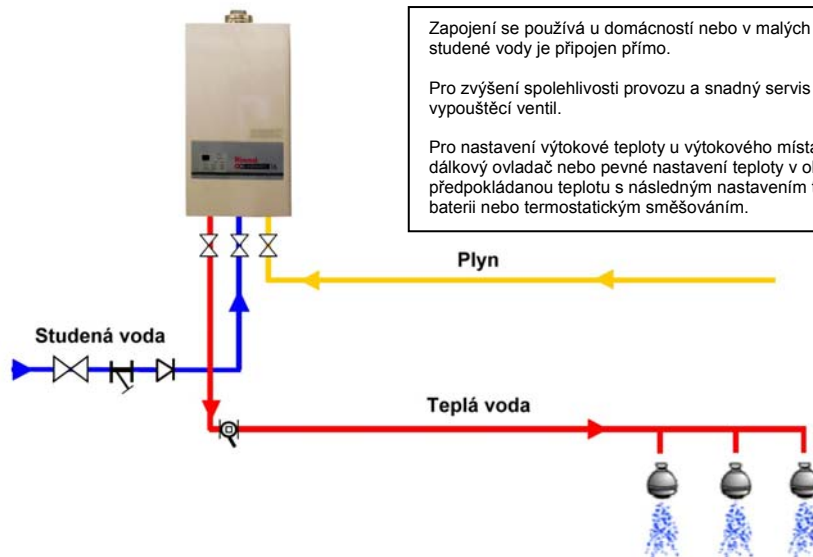 Zapojení se používá u domácností nebo v malých
studené vody je připojen přímo.
Pro zvýšení spolehlivosti provozu a snadný servis
vypouštěcí ventil.
Pro nastavení výtokové teploty u výtokového místa
dálkový ovladač nebo pevné nastavení teploty v
předpokládanou teplotu s následným nastavením
baterii nebo termostatickým směšováním.
Rinnai
Plyn
Studená voda
Teplá voda